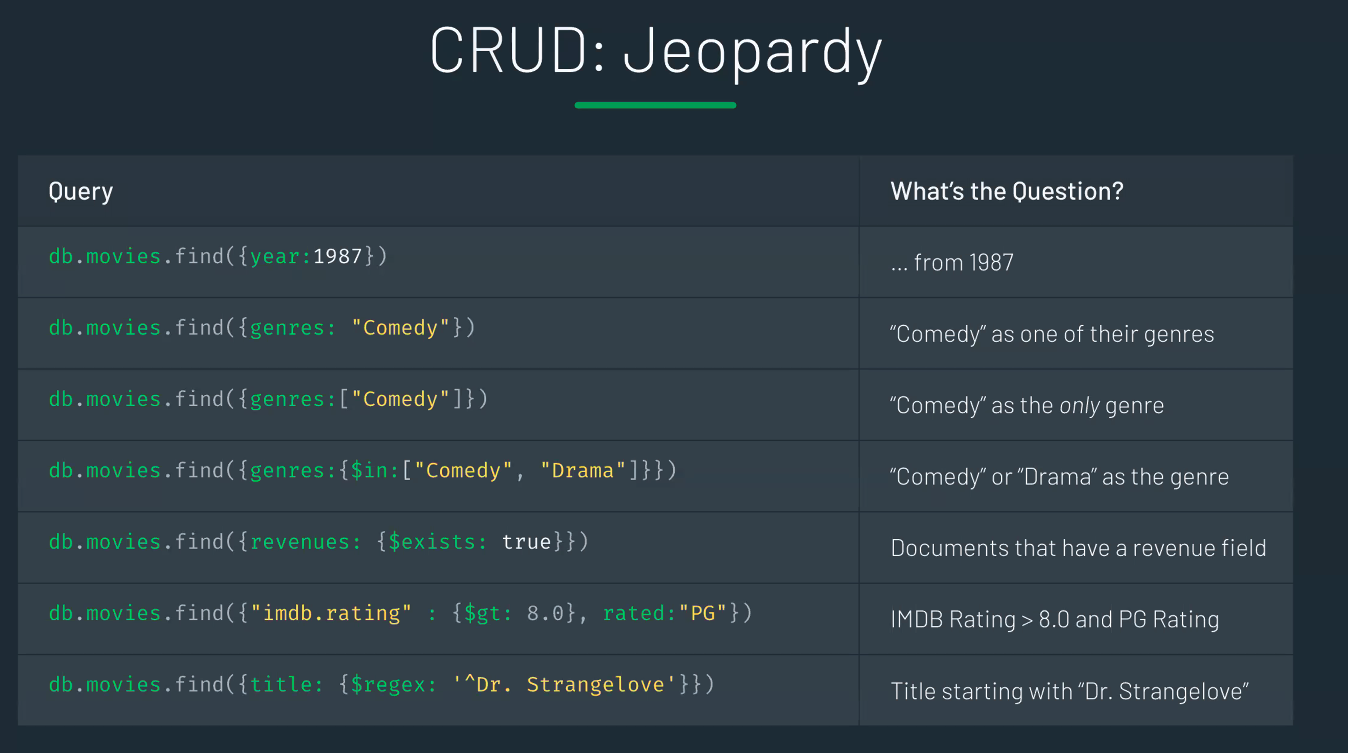 CRUD: Jeopardy
Query
What's the Question?
db.movies.find({year:1987})
... from 1987
db.movies.find({genres: "Comedy"})
“Comedy” as one of their genres
db.movies.find({genres:["Comedy"]})
“Comedy” as the only genre
db.movies.find({genres:{$in:["Comedy", "Drama"]}})
“Comedy” or “Drama” as the genre
db.movies.find({revenues: {$exists: true}})
Documents that have a revenue field
db.movies.find({"imdb.rating" : {$gt: 8.0}, rated:"PG"})
IMDB Rating > 8.0 and PG Rating
db.movies.find({title: {$regex: '^Dr. Strangelove'}})
Title starting with “Dr. Strangelove”